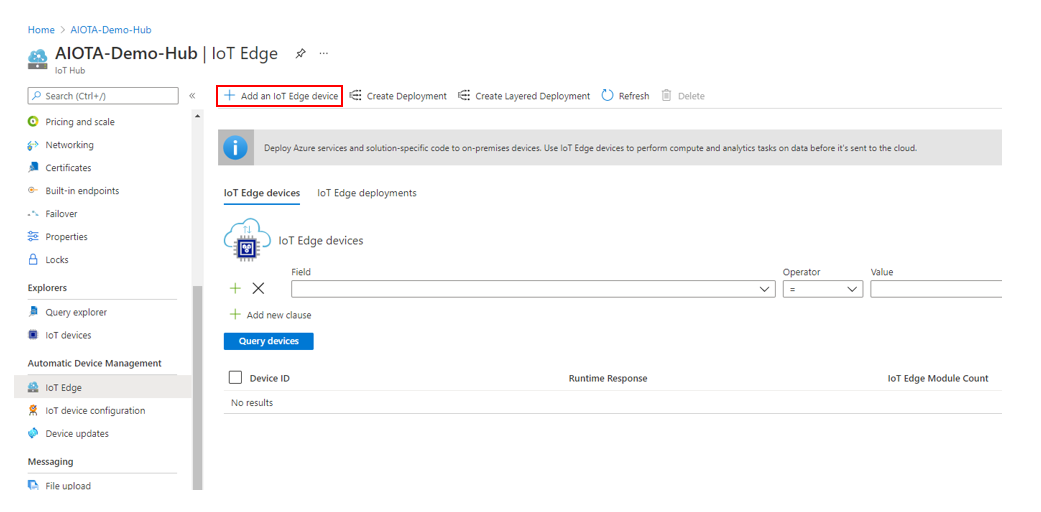 Home > AIOTA-Demo-Hub
AIOTA-Demo-Hub | IoT Edge ...
IoT Hub
Search (Ctrl+/)
«
Pricing and scale
Networking
Certificates
Built-in endpoints
Failover
Properties
Locks
Explorers
Query explorer
IoT devices
Automatic Device Management
IoT Edge
IoT device configuration
Device updates
Messaging
File upload
+ Add an IoT Edge device Create Deployment Create Layered Deployment Refresh Delete
Deploy Azure services and solution-specific code to on-premises devices. Use IoT Edge devices to perform compute and analytics tasks on data before it's sent to the cloud.
IoT Edge devices IoT Edge deployments
IoT Edge devices
Field Operator Value
=
+ Add new clause
Query devices
Device ID Runtime Response IoT Edge Module Count
No results